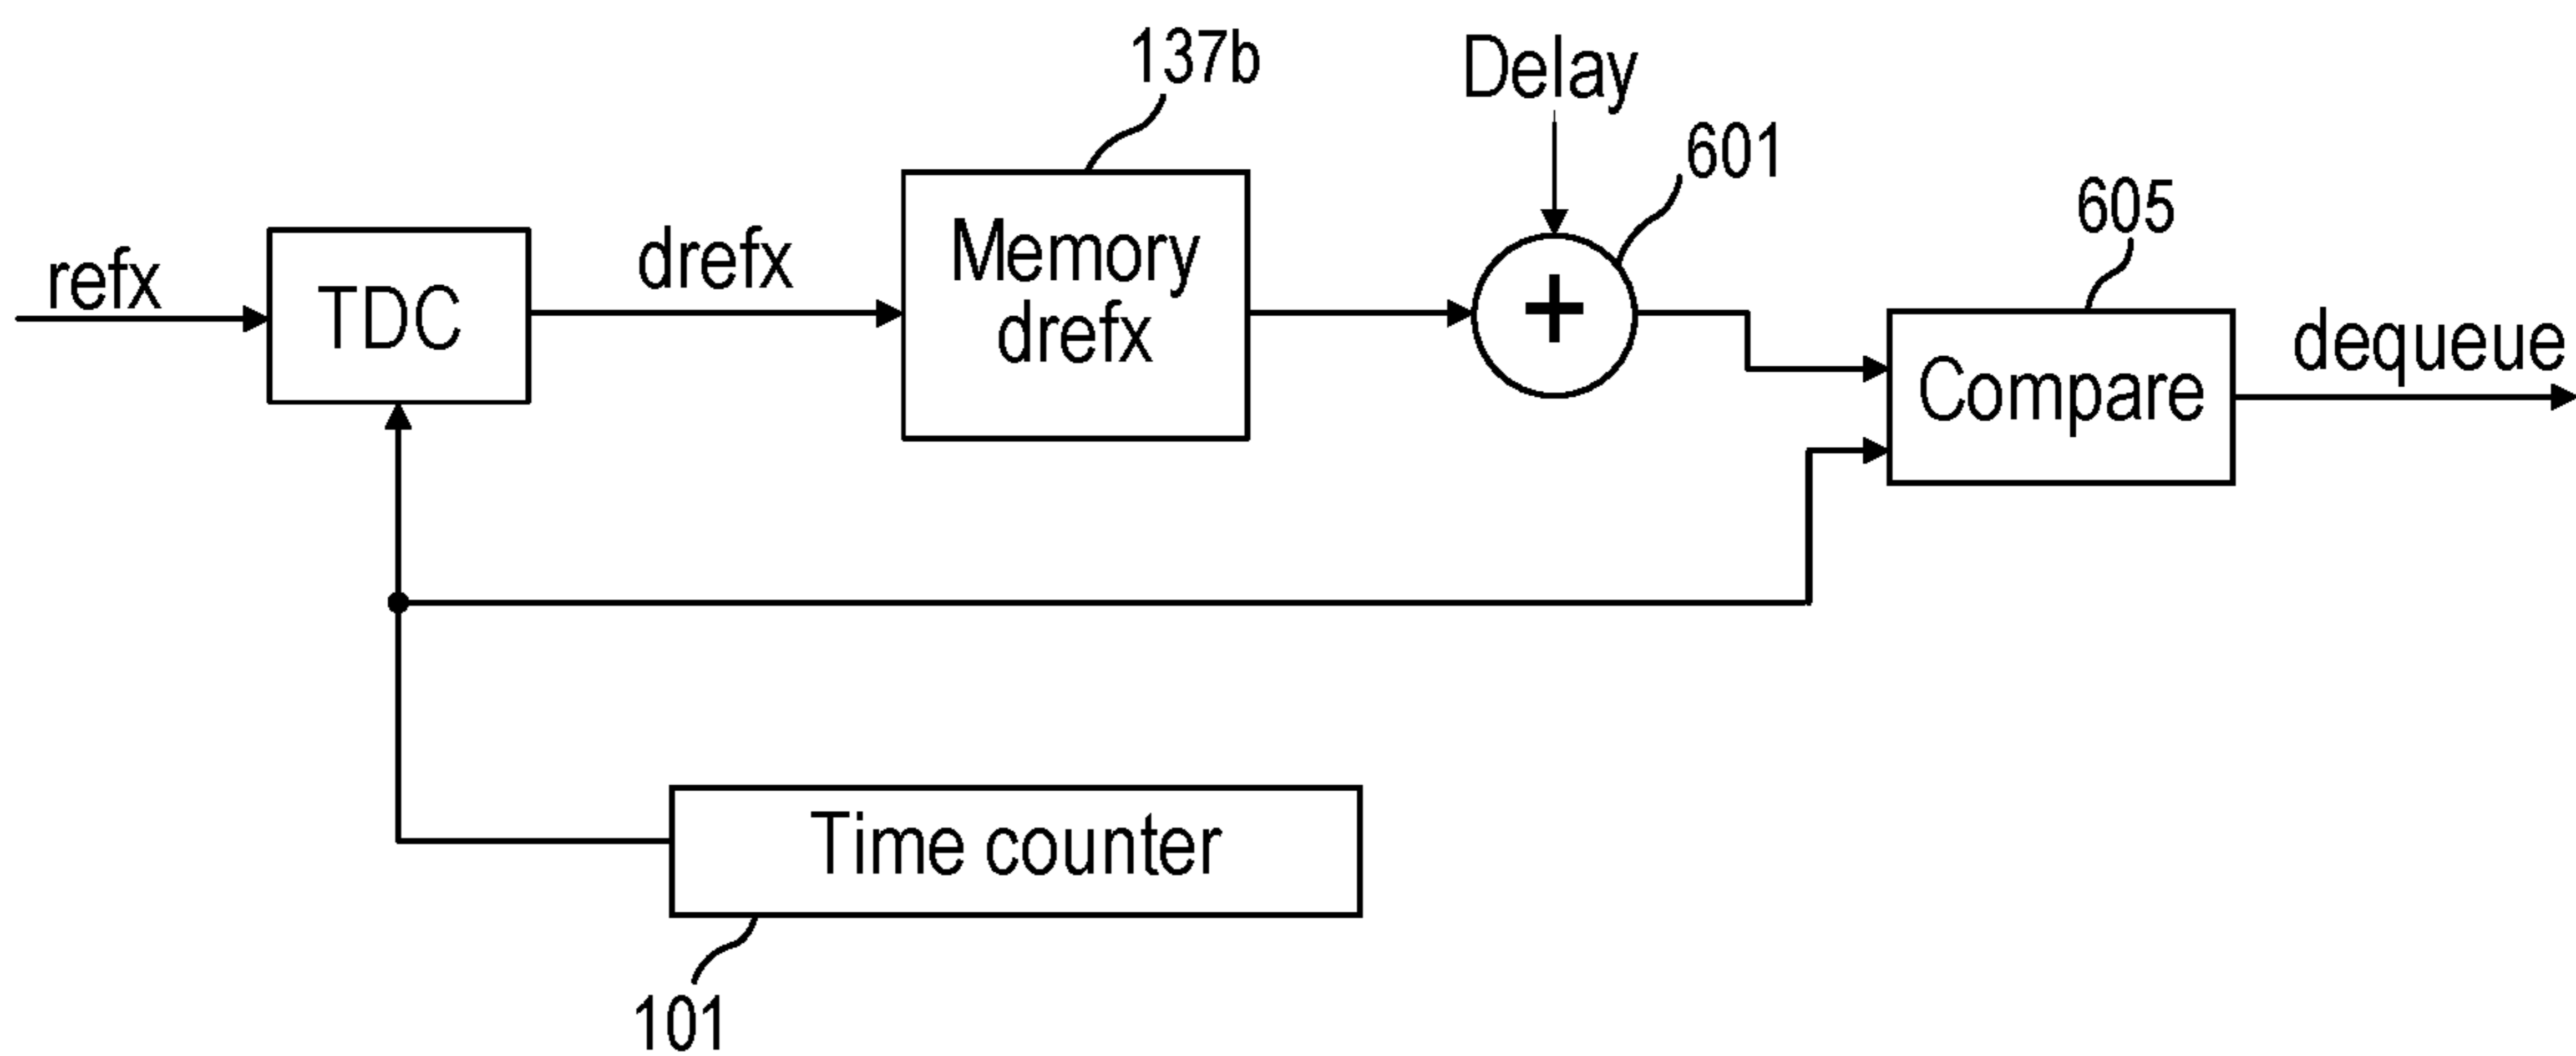 137b
Delay
601
605
refx
TDC
drefx
Memory
drefx
+
Compare
dequeue
Time counter
101